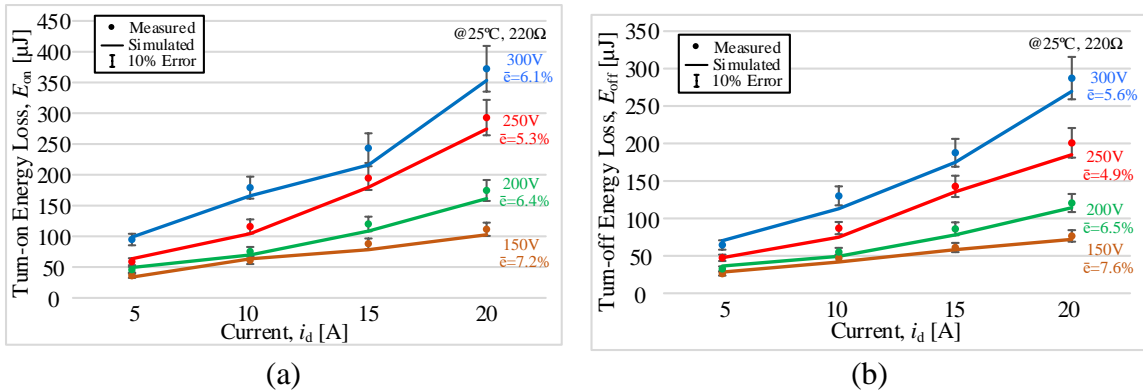 Turn-on Energy Loss, Eon [µJ]
450
400
350
300
250
200
150
100
50
0
Measured
Simulated
10% Error
@25ºC, 220Ω
300V
ē=6.1%
250V
ē=5.3%
200V
ē=6.4%
150V
ē=7.2%
5
10
15
20
Current, id [A]
(a)
Turn-off Energy Loss, Eoff [µJ]
350
300
250
200
150
100
50
0
Measured
Simulated
10% Error
@25ºC, 220Ω
300V
ē=5.6%
250V
ē=4.9%
200V
ē=6.5%
150V
ē=7.6%
5
10
15
20
Current, id [A]
(b)